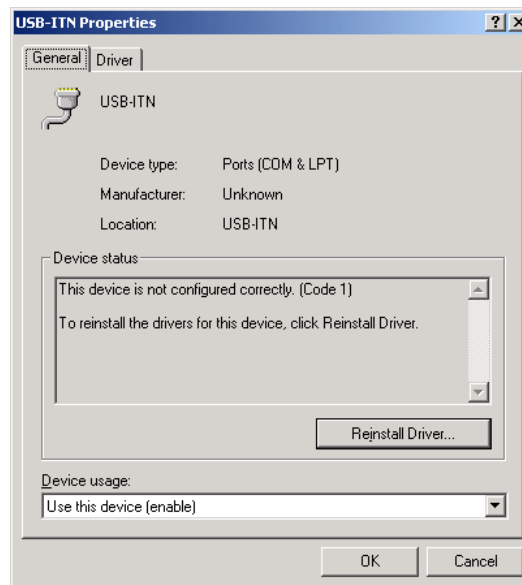 USB-ITN Properties
General Driver
USB-ITN
Device type: Ports (COM & LPT)
Manufacturer: Unknown
Location: USB-ITN
Device status
This device is not configured correctly. (Code 1)
To reinstall the drivers for this device, click Reinstall Driver.
Reinstall Driver...
Device usage:
Use this device (enable)
OK Cancel